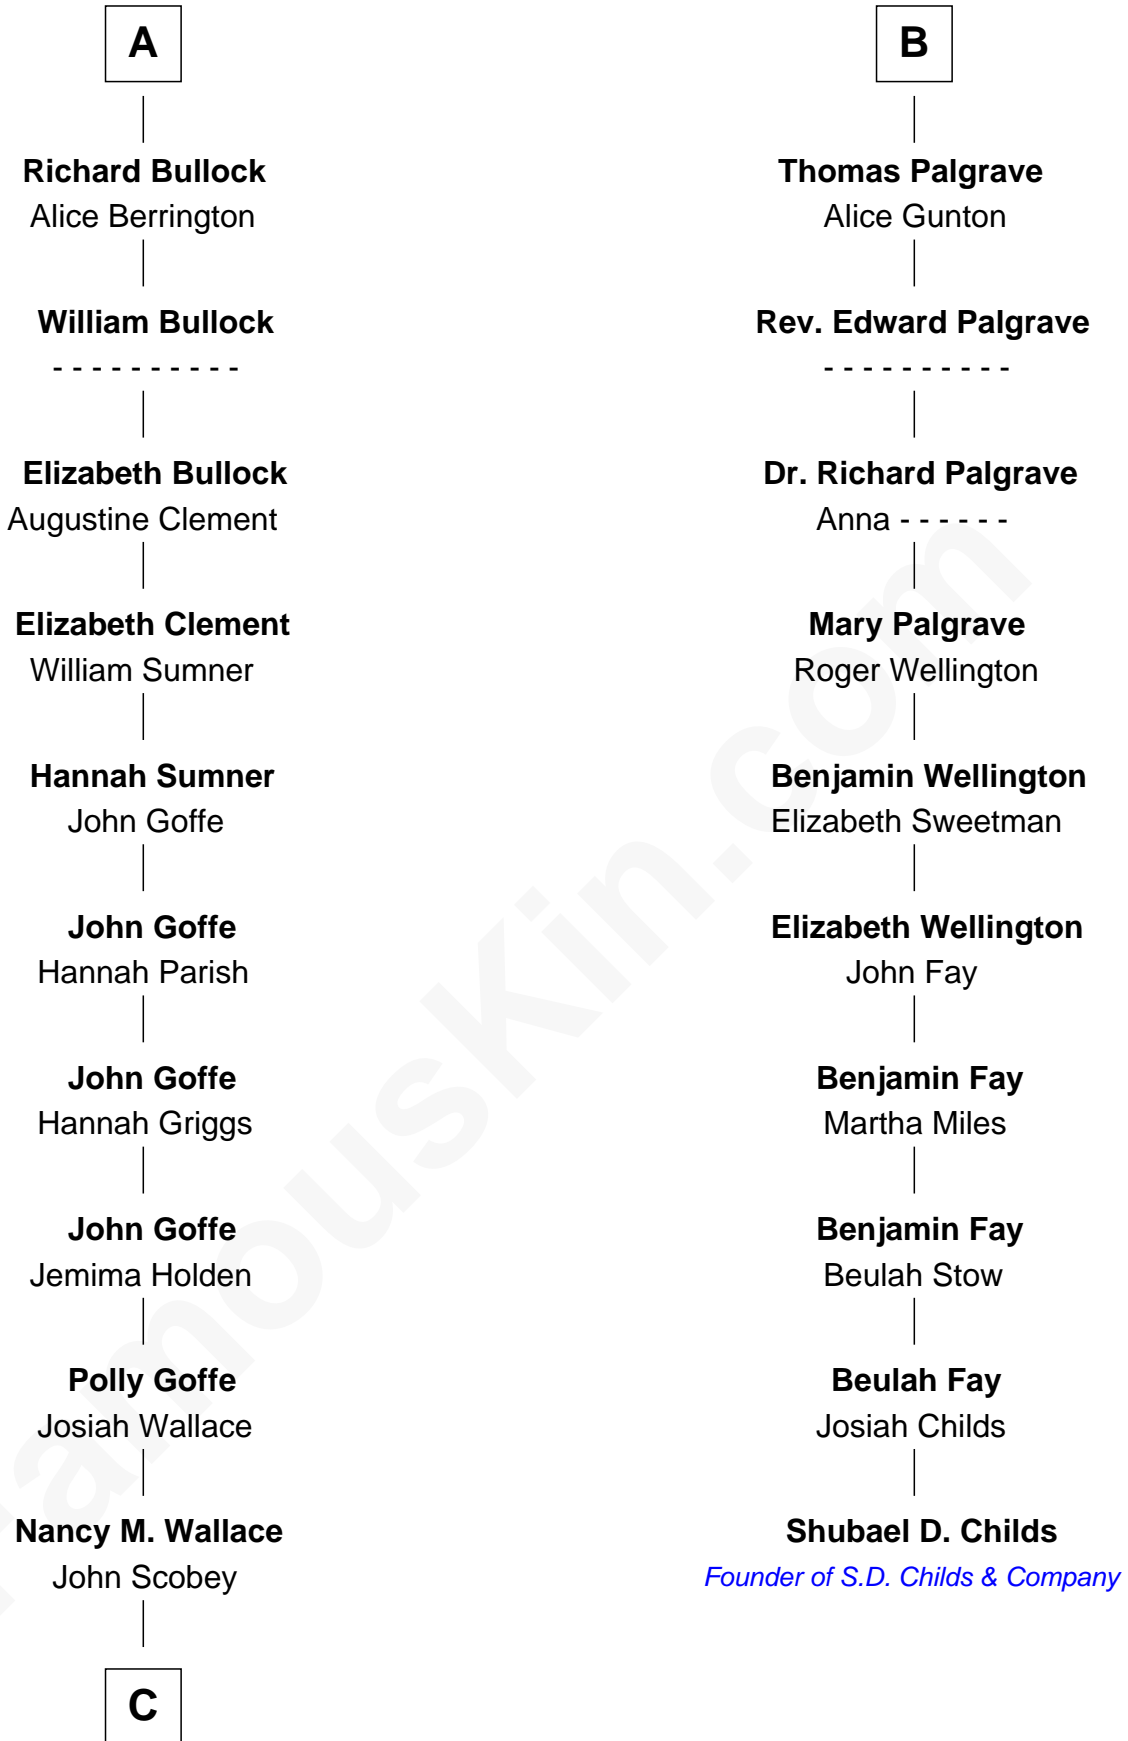 A
Richard Bullock
Alice Berrington
William Bullock
- - - - - - - - - -
Elizabeth Bullock
Augustine Clement
Elizabeth Clement
William Sumner
Hannah Sumner
John Goffe
John Goffe
Hannah Parish
John Goffe
Hannah Griggs
John Goffe
Jemima Holden
Polly Goffe
Josiah Wallace
Nancy M. Wallace
John Scobey
C
B
Thomas Palgrave
Alice Gunton
Rev. Edward Palgrave
- - - - - - - - - -
Dr. Richard Palgrave
Anna - - - - - -
Mary Palgrave
Roger Wellington
Benjamin Wellington
Elizabeth Sweetman
Elizabeth Wellington
John Fay
Benjamin Fay
Martha Miles
Benjamin Fay
Beulah Stow
Beulah Fay
Josiah Childs
Shubael D. Childs
Founder of S.D. Childs & Company
FamousKin.com